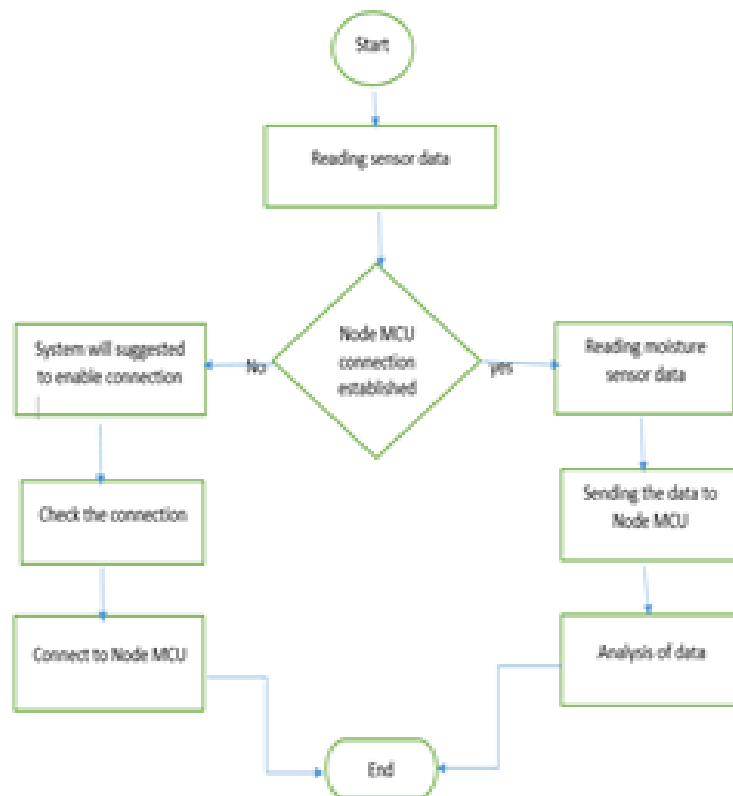 Start
Reading sensor data
Node MCU
connection
established
No
yes
System will suggested
to enable connection
Check the connection
Connect to Node MCU
Reading moisture
sensor data
Sending the data to
Node MCU
Analysis of data
End